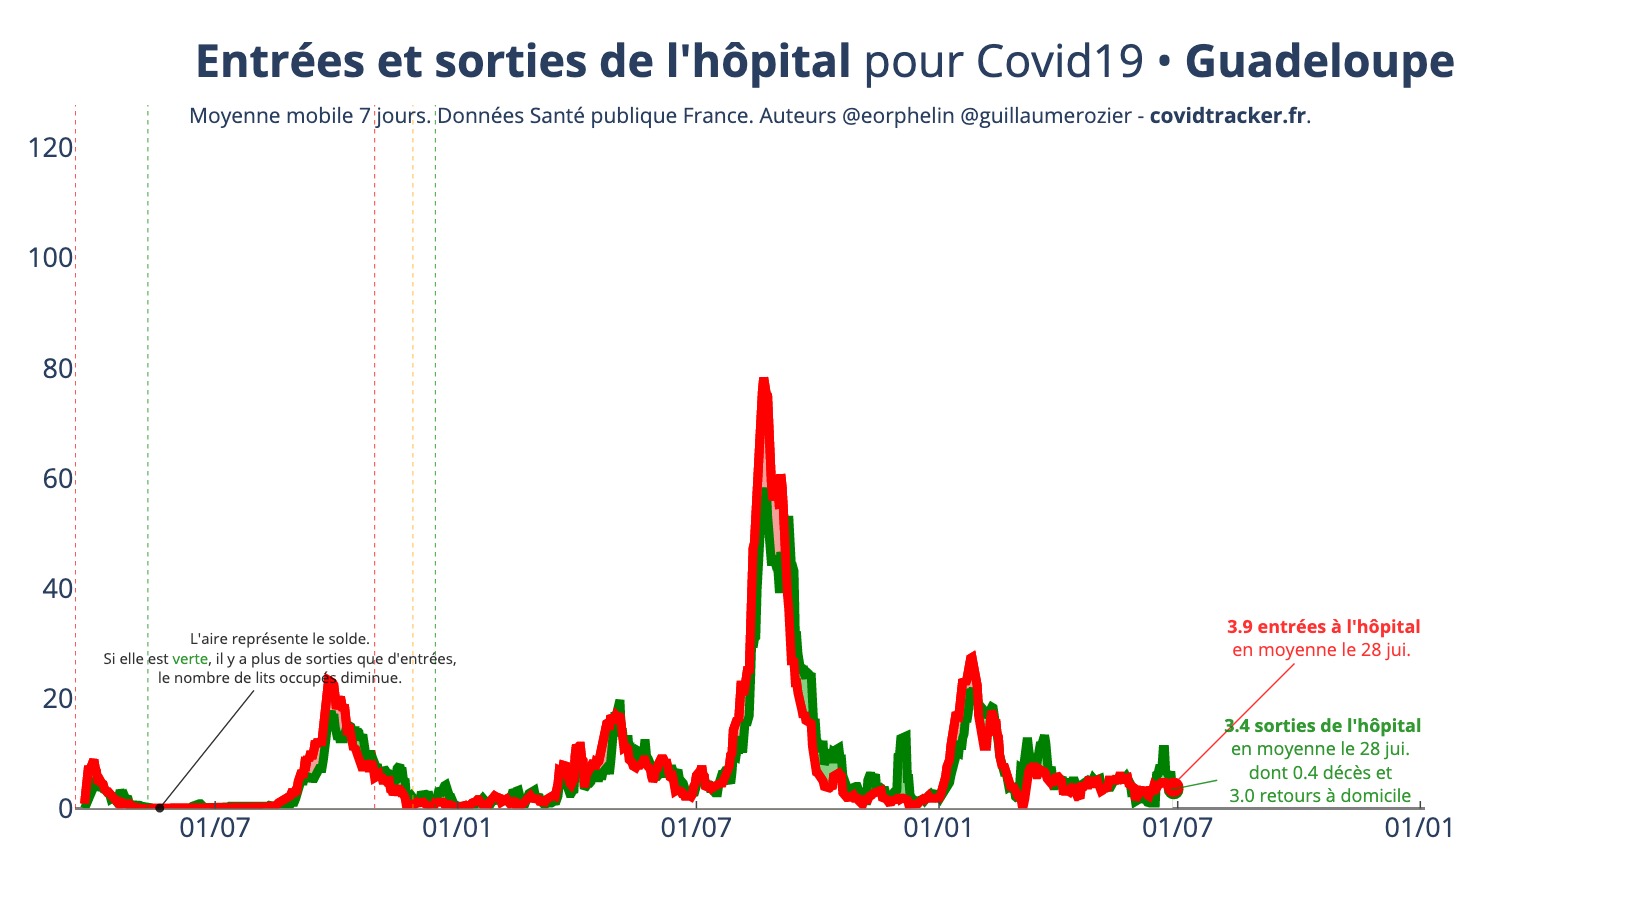 Entrées et sorties de l'hôpital pour Covid19 • Guadeloupe
Moyenne mobile 7 jours. Données Santé publique France. Auteurs @eorphelin @guillaumerozier - covidtracker.fr.
120
100
80
60
40
20
0
L'aire représente le solde.
Si elle est verte, il y a plus de sorties que d'entrées,
le nombre de lits occupés diminue.
3.9 entrées à l'hôpital
en moyenne le 28 jui.
3.4 sorties de l'hôpital
en moyenne le 28 jui.
dont 0.4 décès et
3.0 retours à domicile
01/07
01/01
01/07
01/01
01/07
01/01